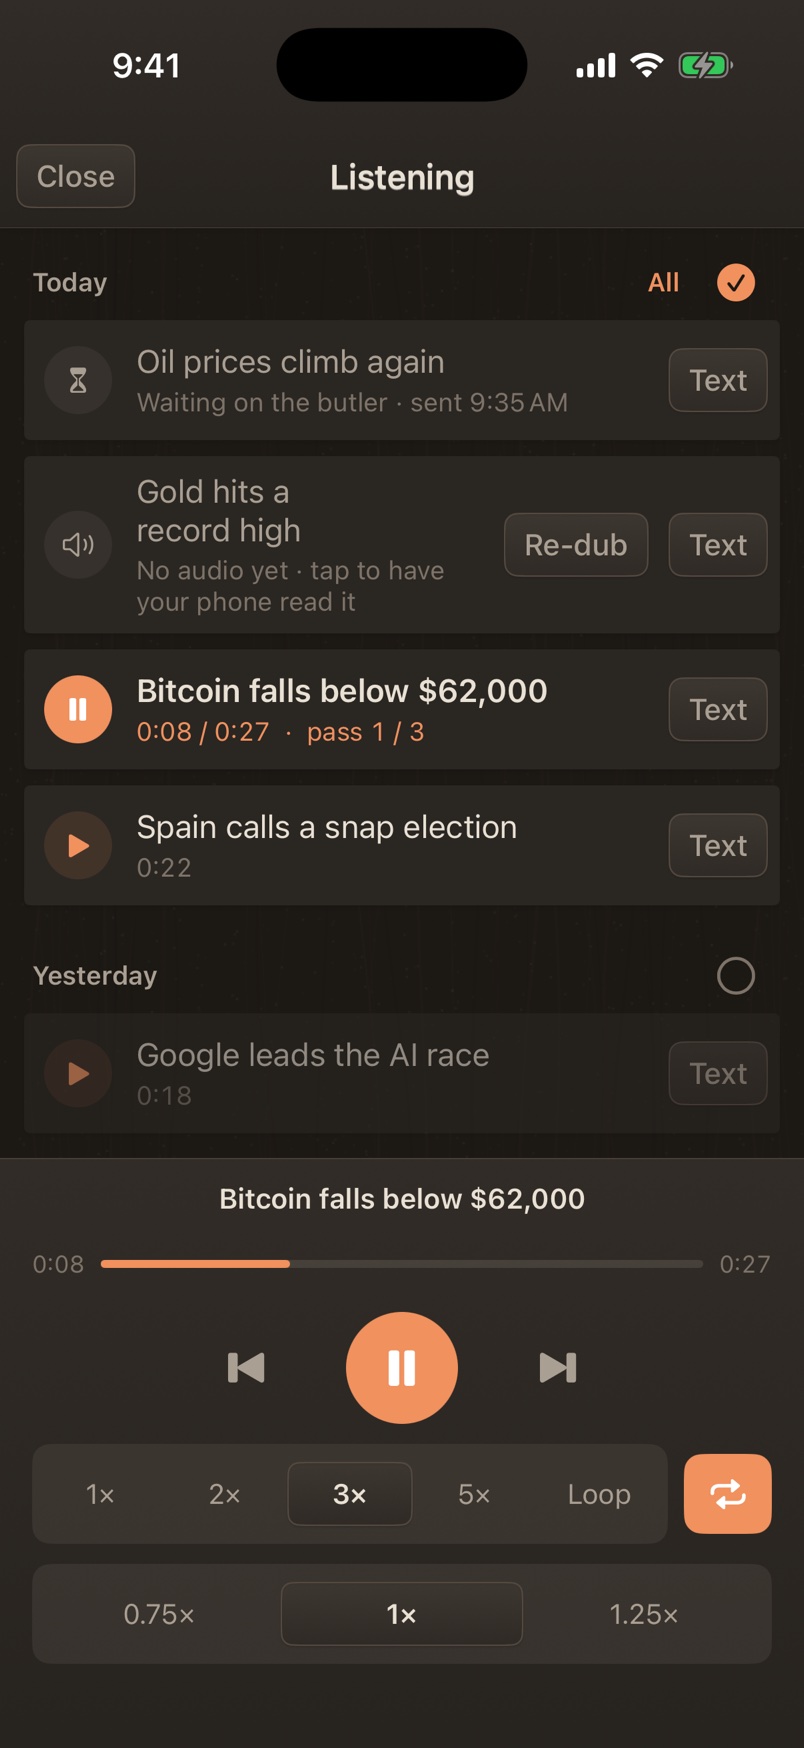 9:41
Close
Listening
Today
All
Oil prices climb again
Waiting on the butler · sent 9:35 AM
Text
Gold hits a
record high
No audio yet · tap to have
your phone read it
Re-dub
Text
Bitcoin falls below $62,000
0:08 / 0:27 · pass 1 / 3
Text
Spain calls a snap election
0:22
Text
Yesterday
Google leads the AI race
0:18
Text
Bitcoin falls below $62,000
0:08
0:27
1×
2×
3×
5×
Loop
0.75×
1×
1.25×